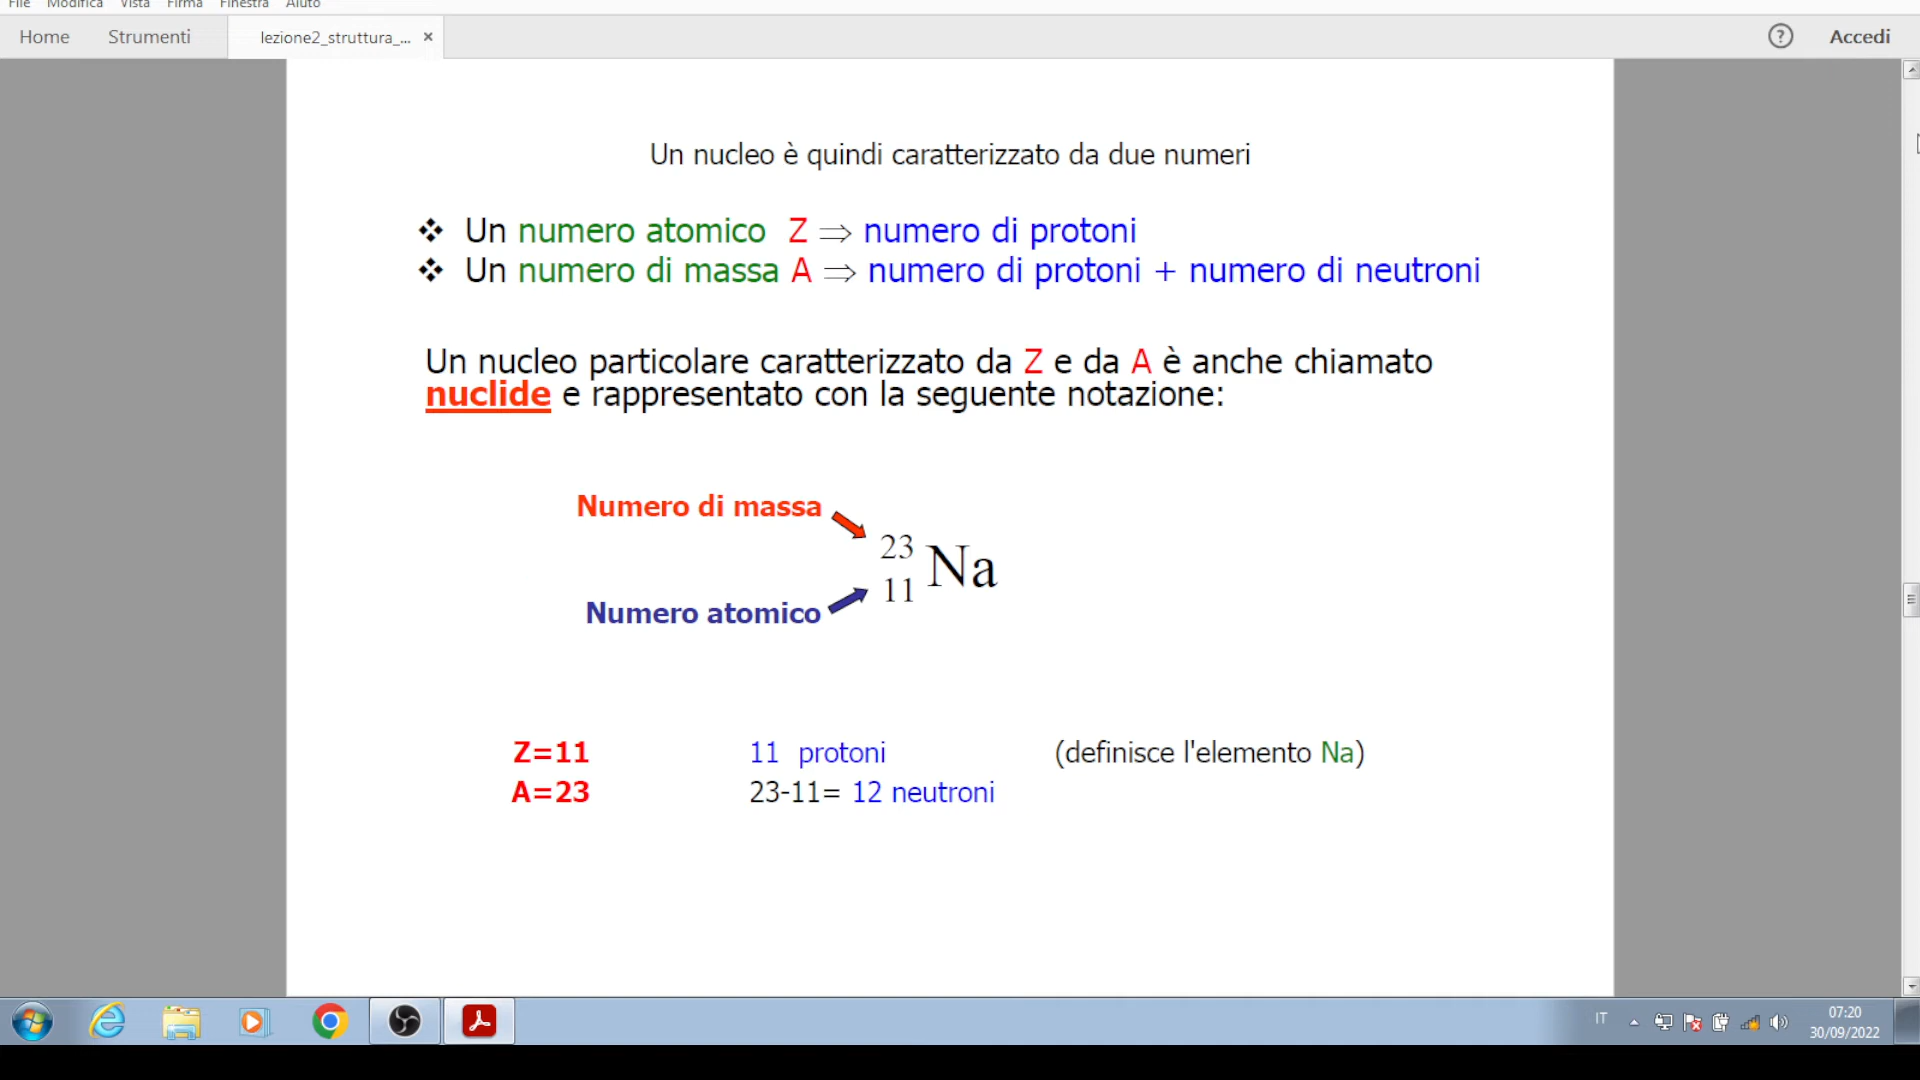 File Modifica Vista Firma Finestra Aiuto
Home Strumenti lezione2_struttura_... × ? Accedi
Un nucleo è quindi caratterizzato da due numeri
❖ Un numero atomico Z ⇒ numero di protoni
❖ Un numero di massa A ⇒ numero di protoni + numero di neutroni
Un nucleo particolare caratterizzato da Z e da A è anche chiamato
nuclide e rappresentato con la seguente notazione:
Numero di massa
23
Na
11
Numero atomico
Z=11 11 protoni (definisce l'elemento Na)
A=23 23-11= 12 neutroni
IT 07:20
30/09/2022